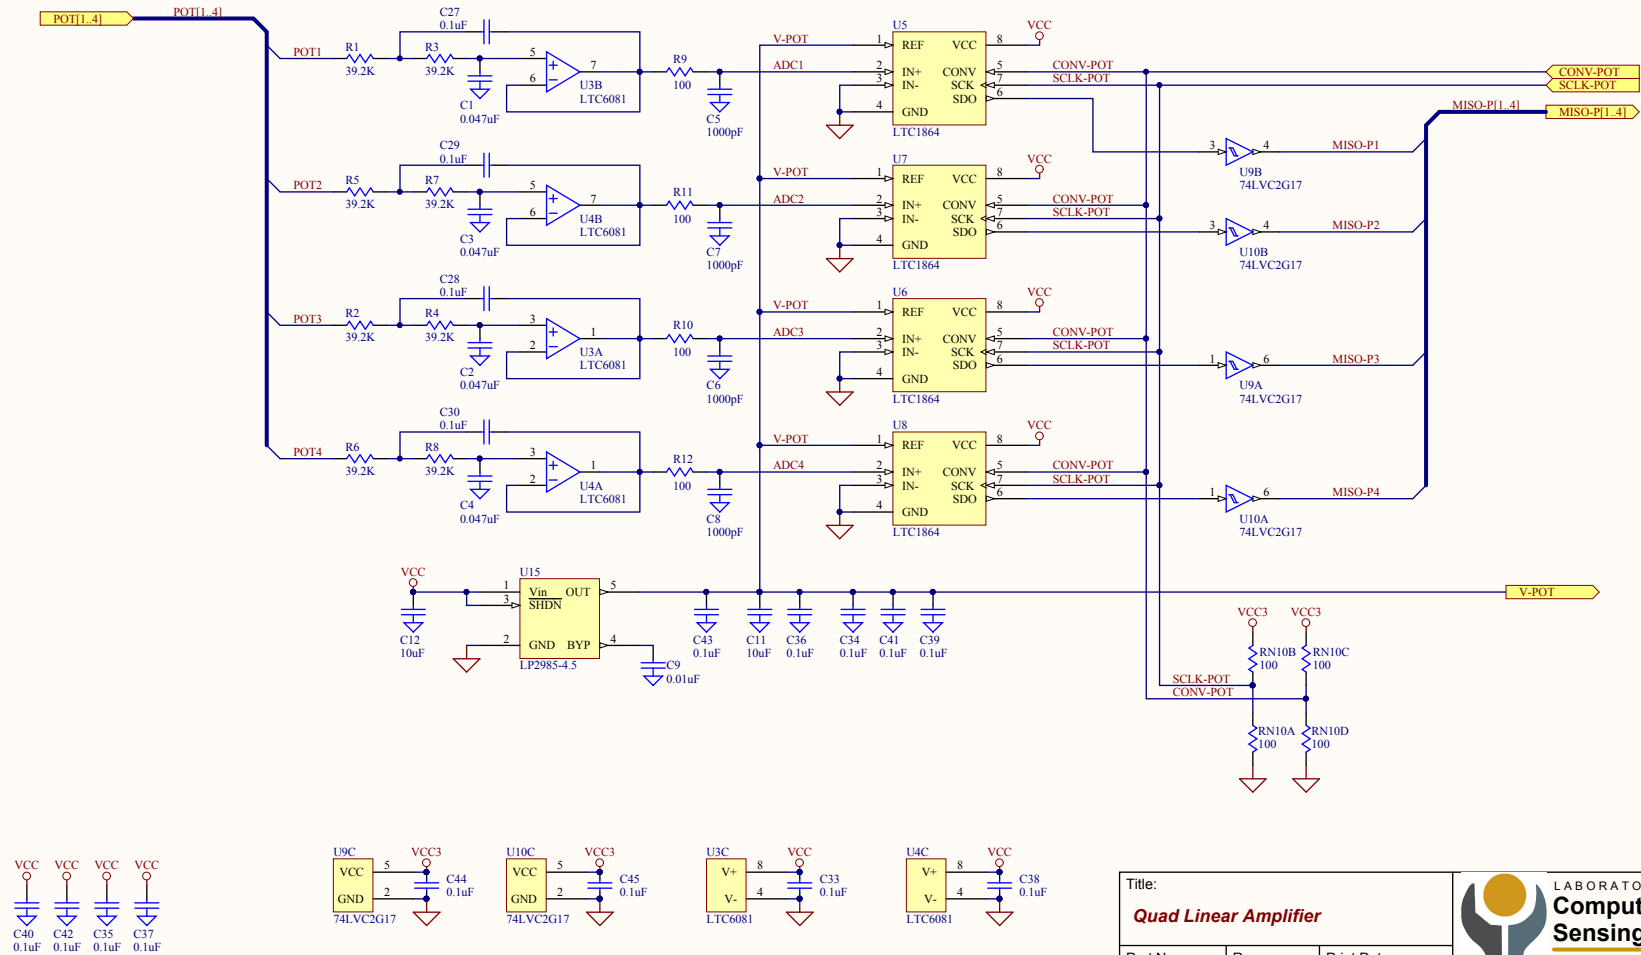 POT[1..4]
POT[1..4]
C27
0.1uF
POT1
R1
39.2K
R3
39.2K
C1
0.047uF
5
6
7
U3B
LTC6081
R9
100
C5
1000pF
V-POT
ADC1
U5
1
REF
VCC
8
VCC
2
IN+
CONV
5
CONV-POT
3
IN-
SCK
7
SCLK-POT
SDO
6
4
GND
LTC1864
CONV-POT
SCLK-POT
MISO-P[1..4]
MISO-P[1..4]
3
4
MISO-P1
U9B
74LVC2G17
C29
0.1uF
POT2
R5
39.2K
R7
39.2K
C3
0.047uF
5
6
7
U4B
LTC6081
R11
100
C7
1000pF
V-POT
ADC2
U7
1
REF
VCC
8
VCC
2
IN+
CONV
5
CONV-POT
3
IN-
SCK
7
SCLK-POT
SDO
6
4
GND
LTC1864
3
4
MISO-P2
U10B
74LVC2G17
C28
0.1uF
POT3
R2
39.2K
R4
39.2K
C2
0.047uF
3
2
1
U3A
LTC6081
R10
100
C6
1000pF
V-POT
ADC3
U6
1
REF
VCC
8
VCC
2
IN+
CONV
5
CONV-POT
3
IN-
SCK
7
SCLK-POT
SDO
6
4
GND
LTC1864
1
6
MISO-P3
U9A
74LVC2G17
C30
0.1uF
POT4
R6
39.2K
R8
39.2K
C4
0.047uF
3
2
1
U4A
LTC6081
R12
100
C8
1000pF
V-POT
ADC4
U8
1
REF
VCC
8
VCC
2
IN+
CONV
5
CONV-POT
3
IN-
SCK
7
SCLK-POT
SDO
6
4
GND
LTC1864
1
6
MISO-P4
U10A
74LVC2G17
VCC
C12
10uF
U15
1
Vin
OUT
5
3
SHDN
2
GND
BYP
4
LP2985-4.5
C9
0.01uF
C43
0.1uF
C11
10uF
C36
0.1uF
C34
0.1uF
C41
0.1uF
C39
0.1uF
V-POT
VCC3
VCC3
RN10B
100
RN10C
100
SCLK-POT
CONV-POT
RN10A
100
RN10D
100
VCC
VCC
VCC
VCC
C40
0.1uF
C42
0.1uF
C35
0.1uF
C37
0.1uF
U9C
VCC
5
VCC3
GND
2
74LVC2G17
C44
0.1uF
U10C
VCC
5
VCC3
GND
2
74LVC2G17
C45
0.1uF
U3C
V+
8
VCC
V-
4
LTC6081
C33
0.1uF
U4C
V+
8
VCC
V-
4
LTC6081
C38
0.1uF
Title:
Quad Linear Amplifier
LABORATO
Comput
Sensing